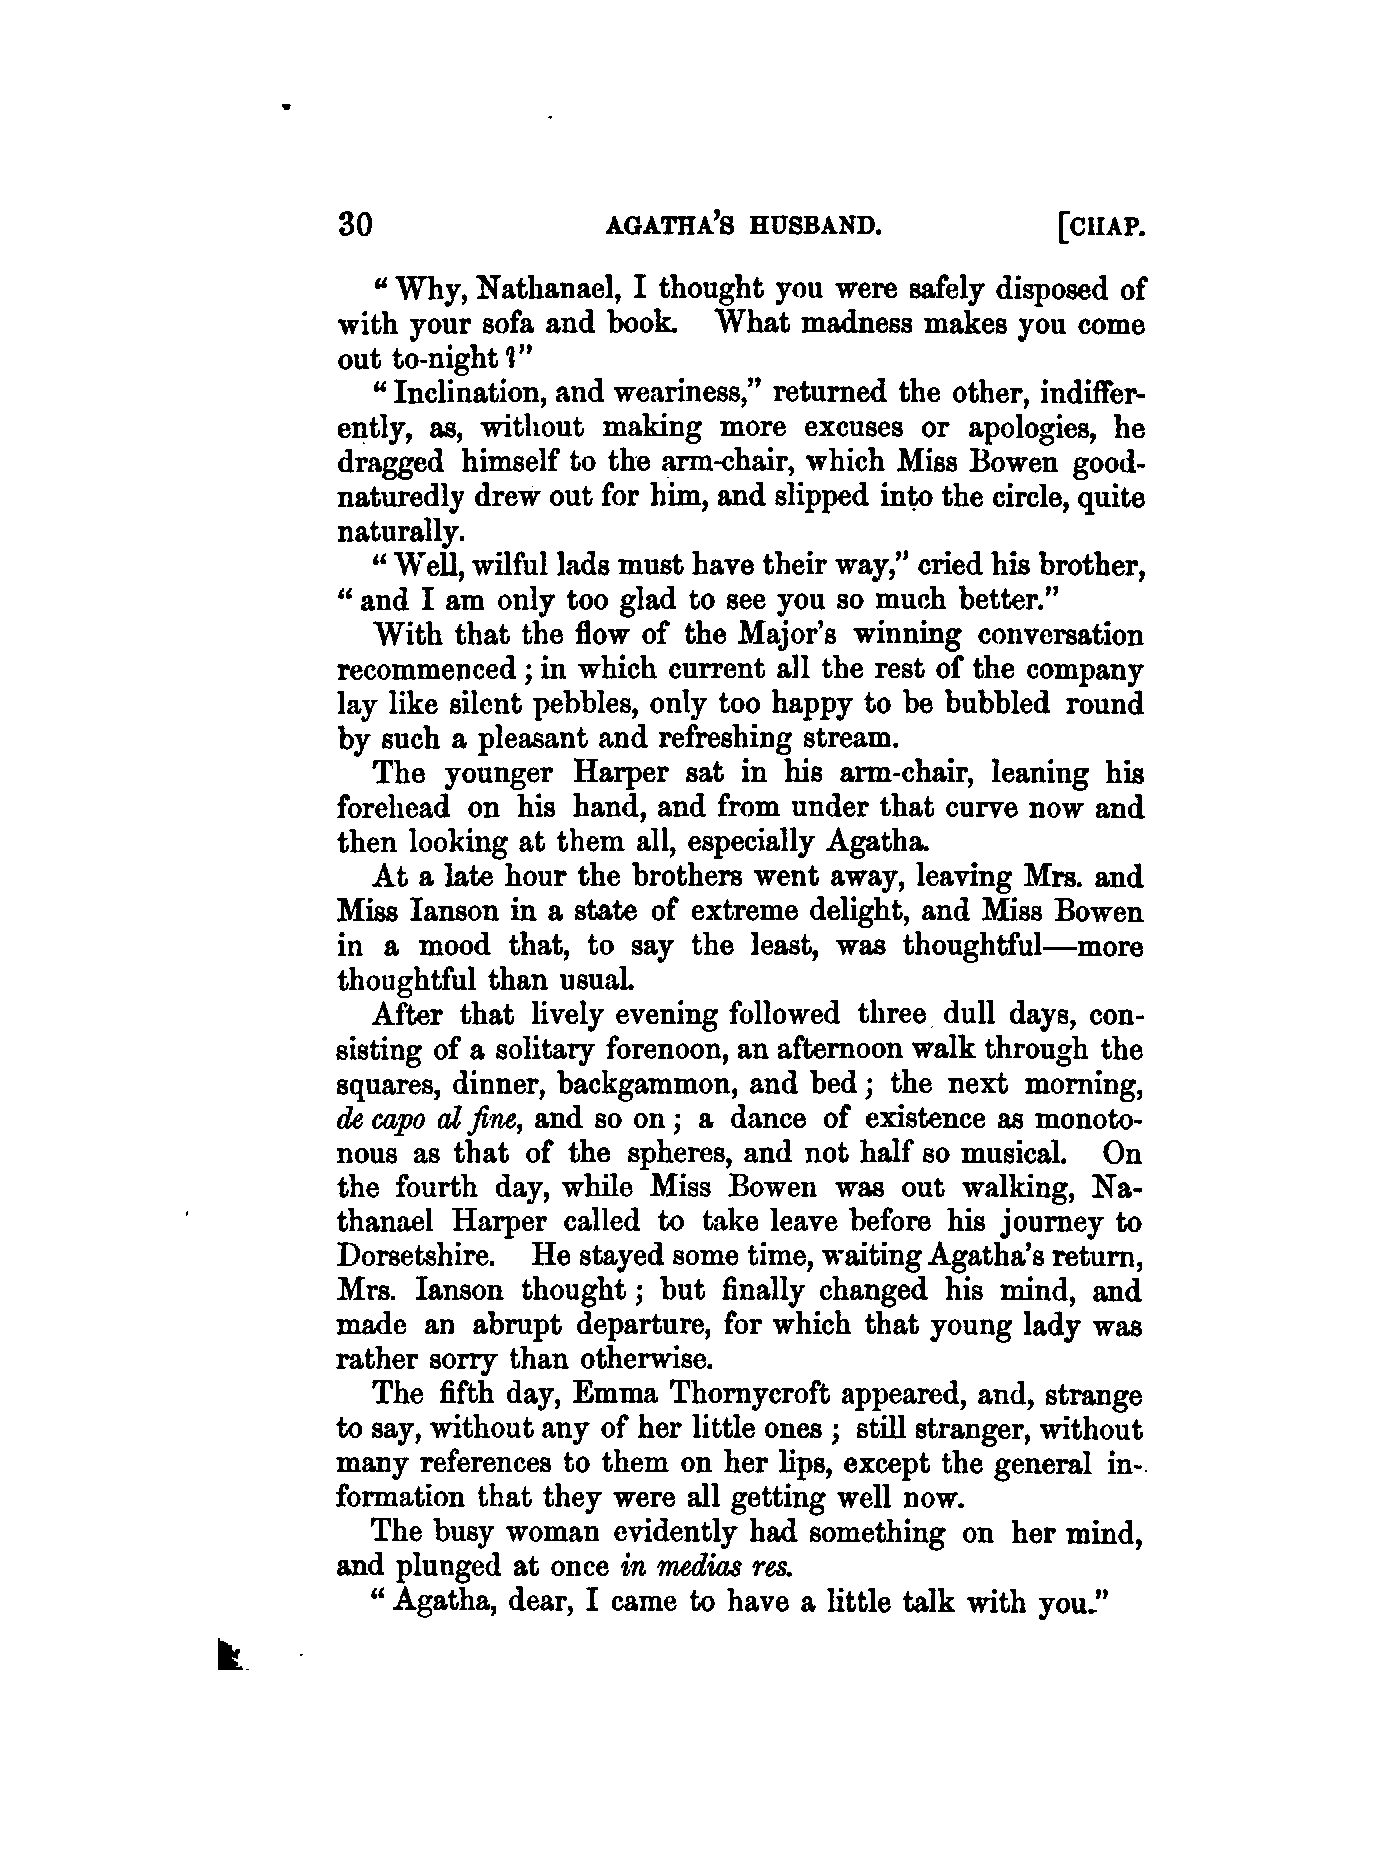 30 AGATHA'S HUSBAND. [CHAP.
"Why, Nathanael, I thought you were safely disposed of
with your sofa and book. What madness makes you come
out to-night?"
"Inclination, and weariness," returned the other, indiffer-
ently, as, without making more excuses or apologies, he
dragged himself to the arm-chair, which Miss Bowen good-
naturedly drew out for him, and slipped into the circle, quite
naturally.
"Well, wilful lads must have their way," cried his brother,
"and I am only too glad to see you so much better."
With that the flow of the Major's winning conversation
recommenced; in which current all the rest of the company
lay like silent pebbles, only too happy to be bubbled round
by such a pleasant and refreshing stream.
The younger Harper sat in his arm-chair, leaning his
forehead on his hand, and from under that curve now and
then looking at them all, especially Agatha.
At a late hour the brothers went away, leaving Mrs. and
Miss Ianson in a state of extreme delight, and Miss Bowen
in a mood that, to say the least, was thoughtful—more
thoughtful than usual.
After that lively evening followed three dull days, con-
sisting of a solitary forenoon, an afternoon walk through the
squares, dinner, backgammon, and bed; the next morning,
de capo al fine, and so on; a dance of existence as monoto-
nous as that of the spheres, and not half so musical. On
the fourth day, while Miss Bowen was out walking, Na-
thanael Harper called to take leave before his journey to
Dorsetshire. He stayed some time, waiting Agatha's return,
Mrs. Ianson thought; but finally changed his mind, and
made an abrupt departure, for which that young lady was
rather sorry than otherwise.
The fifth day, Emma Thornycroft appeared, and, strange
to say, without any of her little ones; still stranger, without
many references to them on her lips, except the general in-
formation that they were all getting well now.
The busy woman evidently had something on her mind,
and plunged at once in medias res.
"Agatha, dear, I came to have a little talk with you."